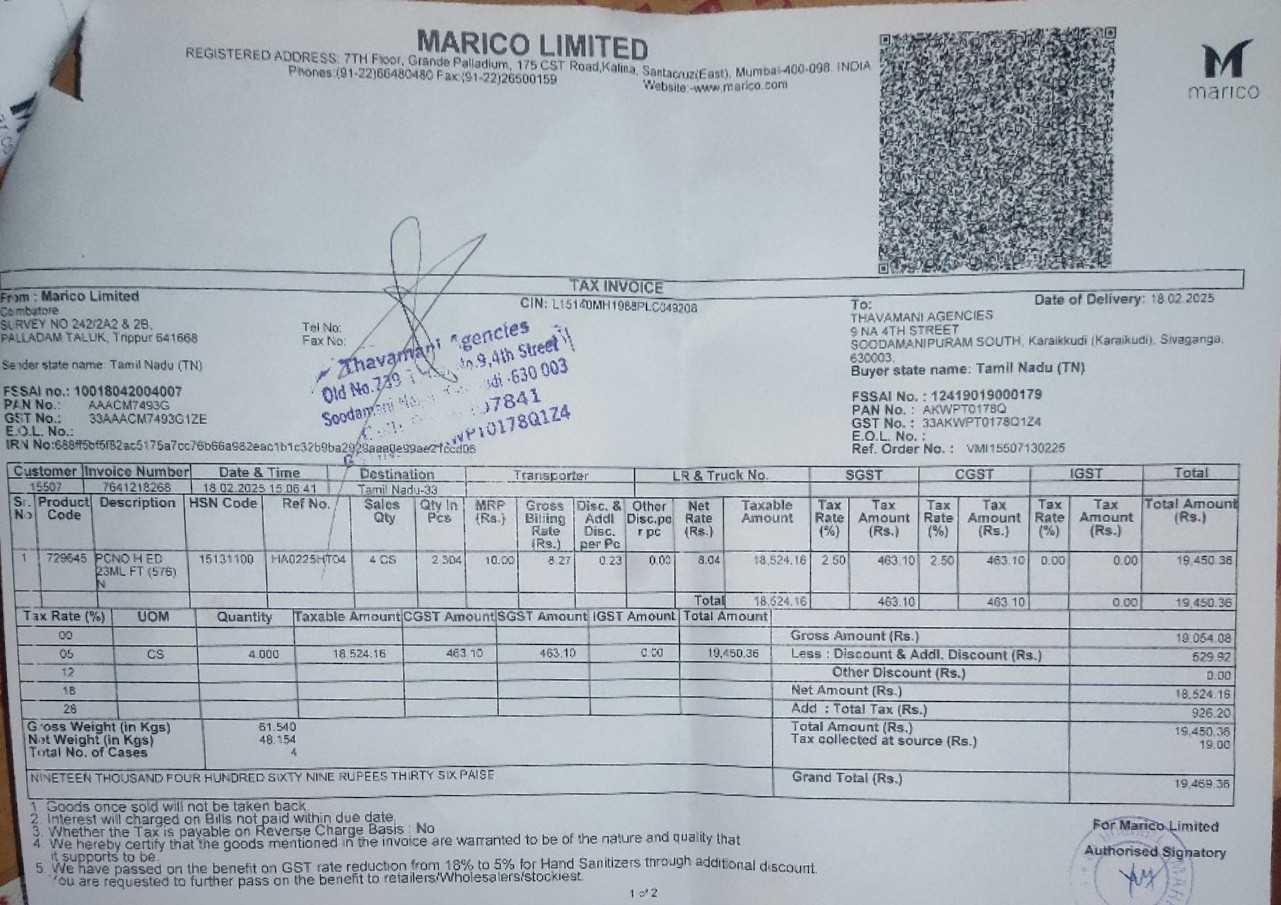 MARICO LIMITED
REGISTERED ADDRESS: 7TH Floor, Grande Palladium, 175 CST Road,Kalina, Santacruz(East), Mumbai-400-098. INDIA
Phones:(91-22)66480480 Fax:(91-22)26500159
Website:-www.marico.com
marico
TAX INVOICE
CIN: L15140MH1988PLC049208
From : Marico Limited
Coimbatore
SURVEY NO 242/2A2 & 2B,
PALLADAM TALUK, Trippur 641668
Tel No:
Fax No:
Sender state name: Tamil Nadu (TN)
FSSAI no.: 10018042004007
PAN No.: AAACM7493G
GST No.: 33AAACM7493G1ZE
E.O.L. No.:
IRN No:
Thavamani Agencies
Old No.739 9,4th Street
Soodamani 630 003
07841
To:
Date of Delivery: 18.02.2025
THAVAMANI AGENCIES
9 NA 4TH STREET
SOODAMANIPURAM SOUTH, Karaikkudi (Karaikudi), Sivaganga,
630003,
Buyer state name: Tamil Nadu (TN)
FSSAI No. : 12419019000179
PAN No. : AKWPT0178Q
GST No. : 33AKWPT0178Q1Z4
E.O.L. No. :
Ref. Order No. : VMI15507130225
Customer Invoice Number Date & Time Destination Transporter LR & Truck No. SGST CGST IGST Total
15507 7641218268 18.02.2025 15:06:41 Tamil Nadu-33
Sr. No Product Code Description HSN Code Ref No. Sales Qty Qty In Pcs MRP (Rs.) Gross Billing Rate (Rs.) Disc. & Addl Disc. per Pc Other Disc.pe r pc Net Rate (Rs.) Taxable Amount Tax Rate (%) Tax Amount (Rs.) Tax Rate (%) Tax Amount (Rs.) Tax Rate (%) Tax Amount (Rs.) Total Amount (Rs.)
1 729645 PCNO H ED 23ML FT (576) N 15131100 HA0225HT04 4 CS 2,304 10.00 8.27 0.23 0.00 8.04 18,524.16 2.50 463.10 2.50 463.10 0.00 0.00 19,450.36
Total 18,524.16 463.10 463.10 0.00 19,450.36
Tax Rate (%) UOM Quantity Taxable Amount CGST Amount SGST Amount IGST Amount Total Amount
00
05 CS 4.000 18,524.16 463.10 463.10 0.00 19,450.36
12
18
28
Gross Amount (Rs.) 19,054.08
Less : Discount & Addl. Discount (Rs.) 529.92
Other Discount (Rs.) 0.00
Net Amount (Rs.) 18,524.16
Add : Total Tax (Rs.) 926.20
Total Amount (Rs.) 19,450.36
Tax collected at source (Rs.) 19.00
Gross Weight (in Kgs) 61.540
Net Weight (in Kgs) 48.154
Total No. of Cases 4
NINETEEN THOUSAND FOUR HUNDRED SIXTY NINE RUPEES THIRTY SIX PAISE
Grand Total (Rs.) 19,469.36
1. Goods once sold will not be taken back.
2. Interest will charged on Bills not paid within due date.
3. Whether the Tax is payable on Reverse Charge Basis : No
4. We hereby certify that the goods mentioned in the invoice are warranted to be of the nature and quality that
it supports to be.
5. We have passed on the benefit on GST rate reduction from 18% to 5% for Hand Sanitizers through additional discount.
You are requested to further pass on the benefit to retailers/Wholesalers/stockiest.
For Marico Limited
Authorised Signatory
1 of 2